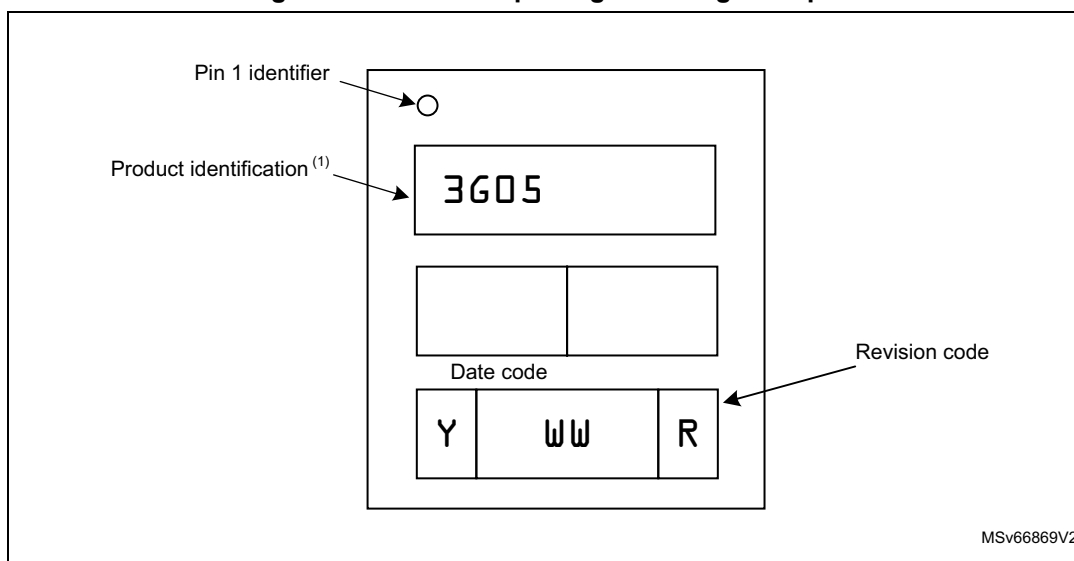 Pin 1 identifier
Product identification (1)
3G05
Revision code
Date code
Y WW R
MSv66869V2